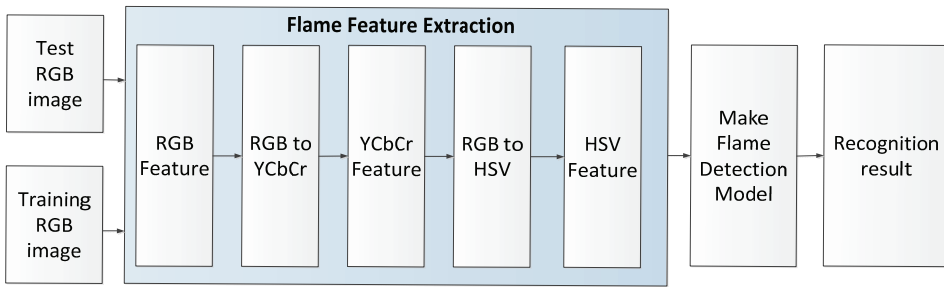 Flame Feature Extraction
Test
RGB
image
Training
RGB
image
RGB
Feature
RGB to
YCbCr
YCbCr
Feature
RGB to
HSV
HSV
Feature
Make
Flame
Detection
Model
Recognition
result